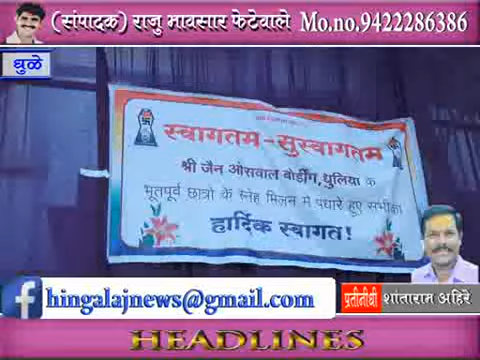 (संपादक) राजु भावसार फेटेवाले Mo.no.9422286386
धुळे
स्वागतम - सुस्वागतम
श्री जैन ओसवाल बोर्डींग,धुलिया के
भूतपूर्व छात्रो के स्नेह मिलन मे पधारे हुए सभीका
हार्दिक स्वागत!
प्रतीनीधी शांताराम अहिरे
f hingalajnews@gmail.com
HEADLINES